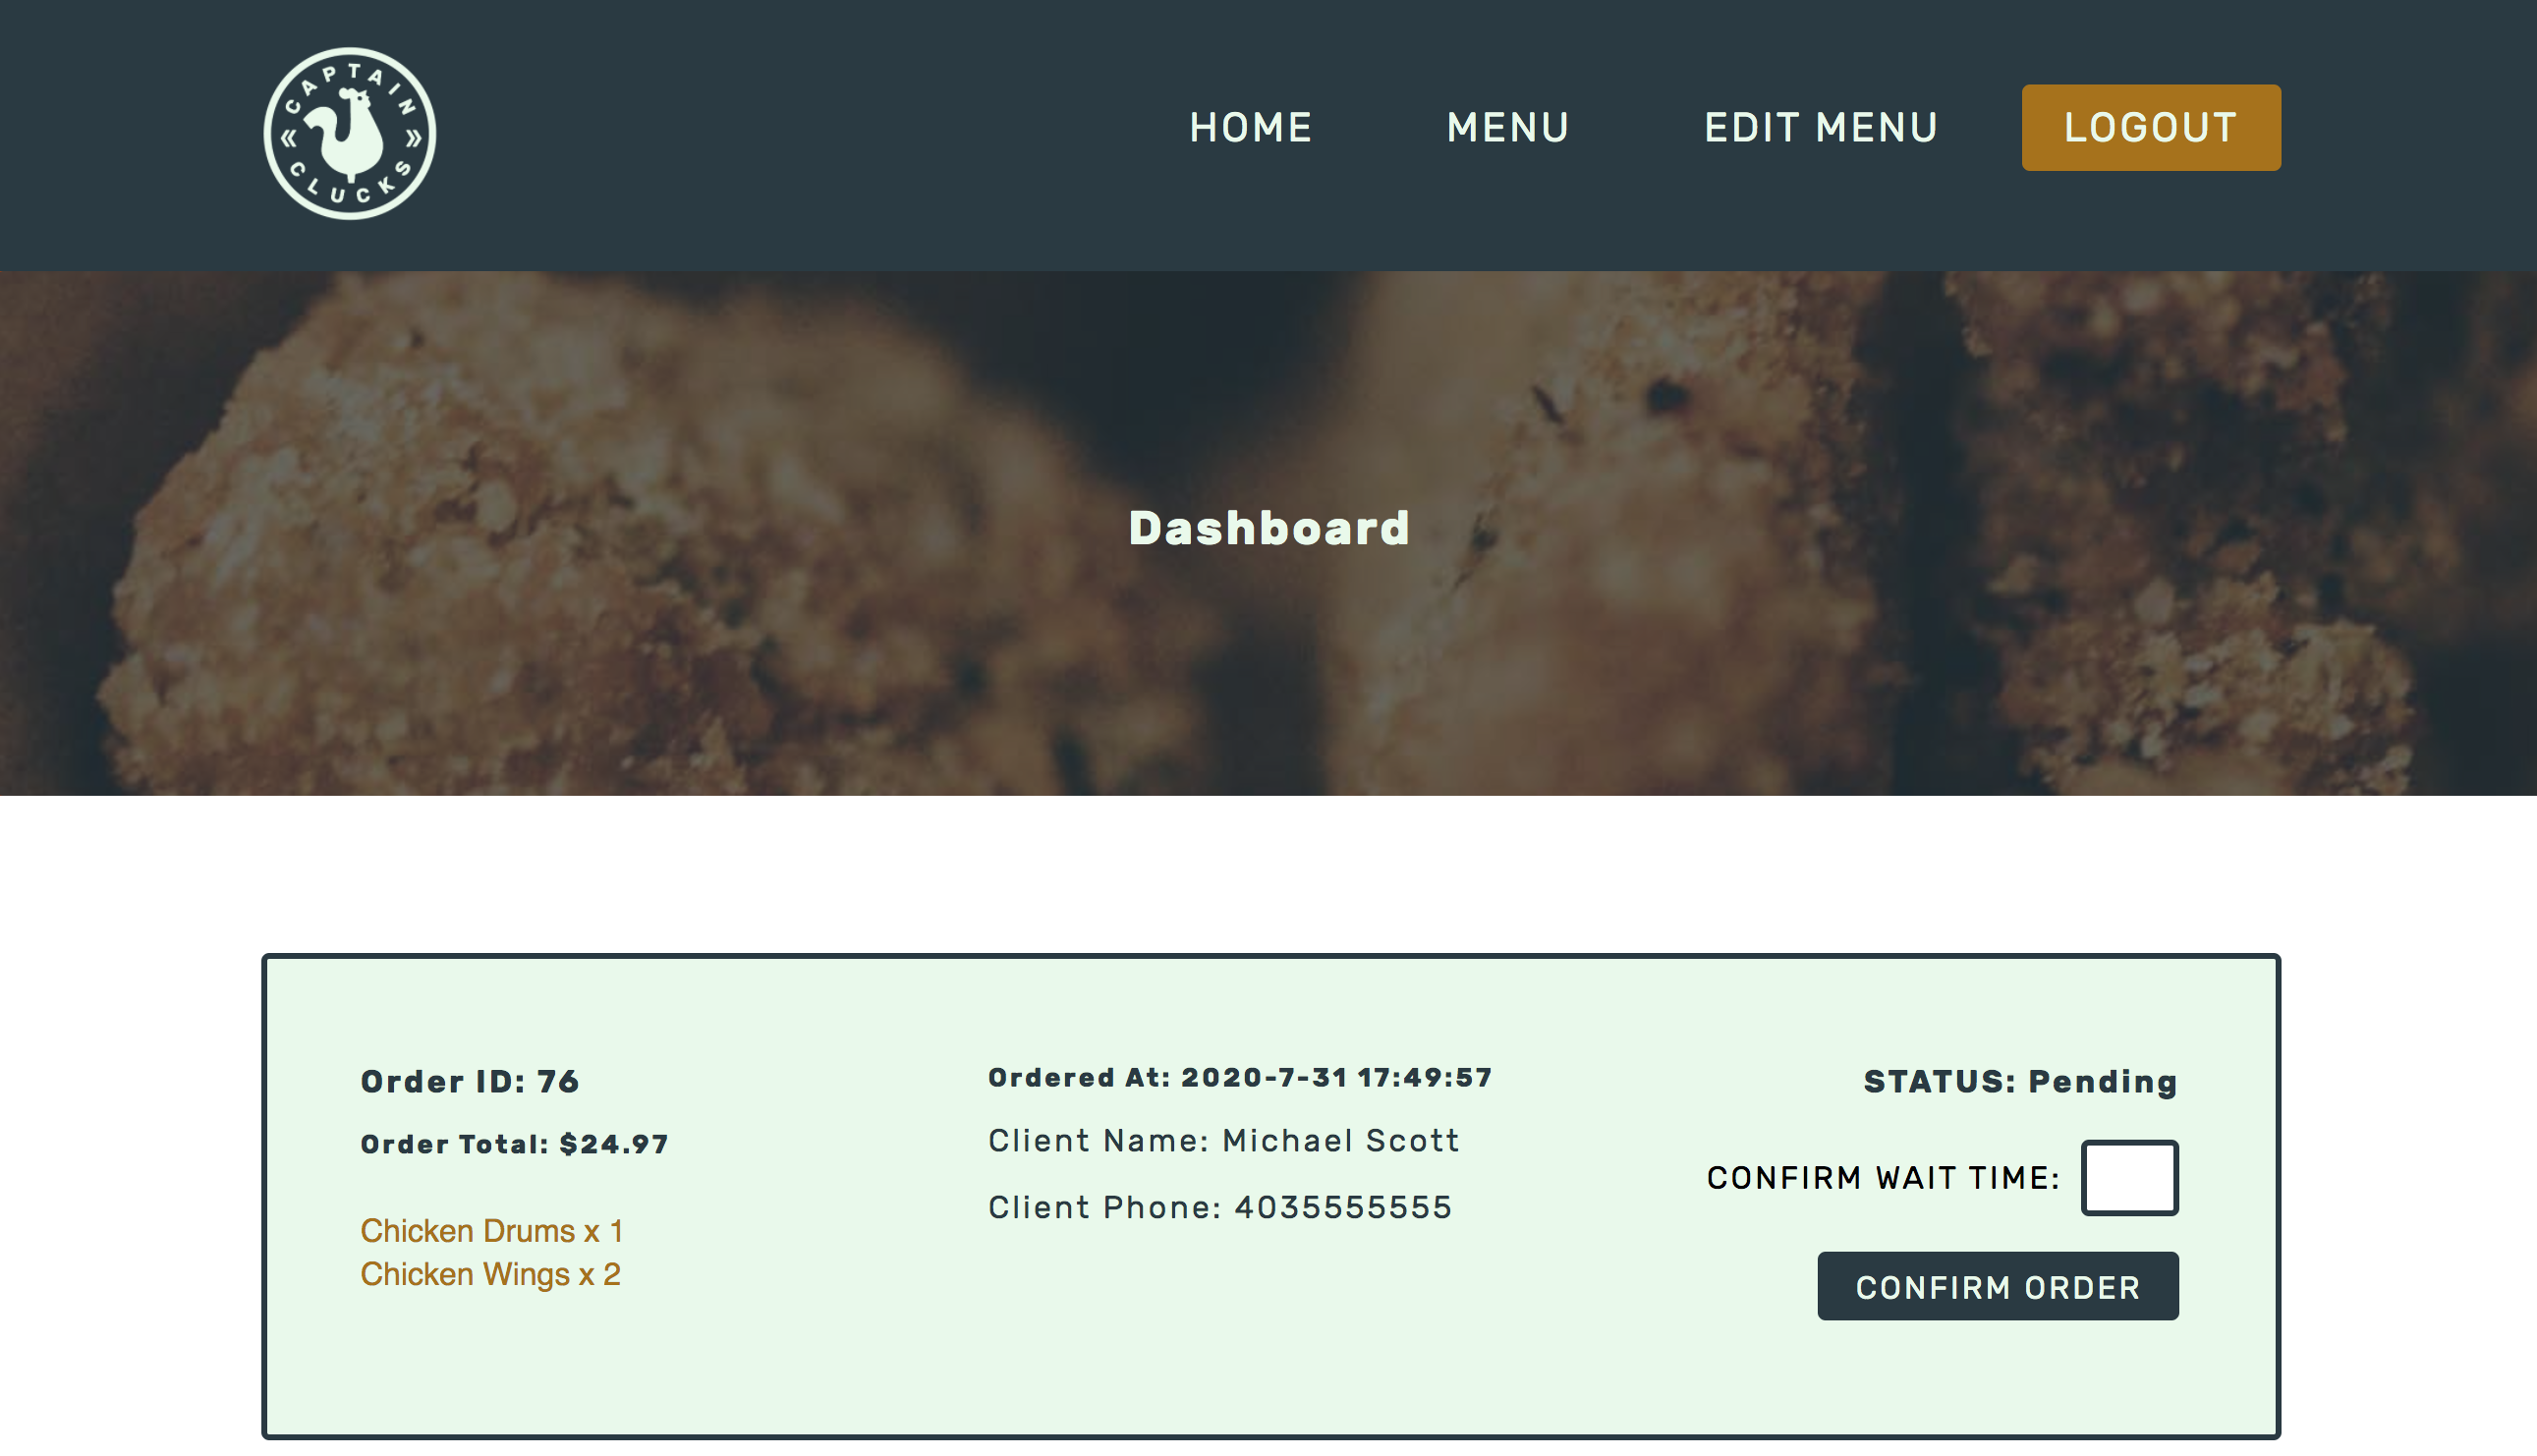 CAPTAIN
CLUCKS
HOME
MENU
EDIT MENU
LOGOUT
Dashboard
Order ID: 76
Order Total: $24.97
Chicken Drums x 1
Chicken Wings x 2
Ordered At: 2020-7-31 17:49:57
Client Name: Michael Scott
Client Phone: 4035555555
STATUS: Pending
CONFIRM WAIT TIME:
CONFIRM ORDER